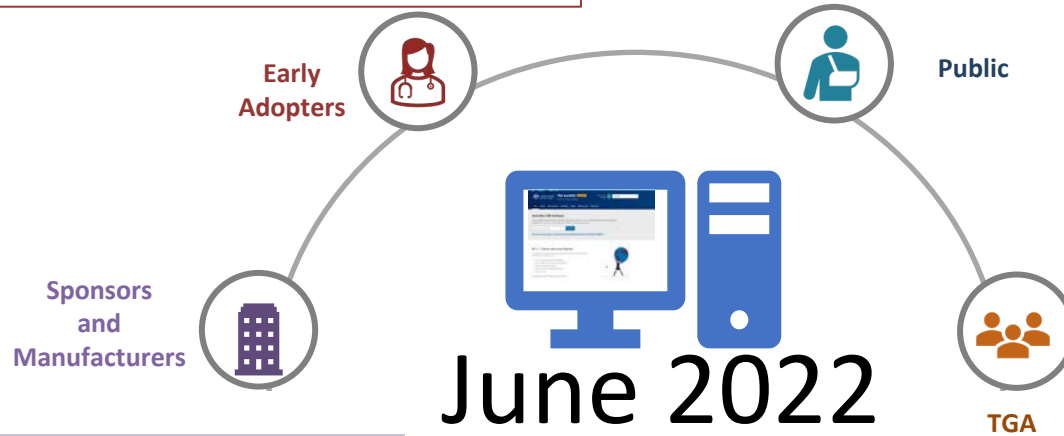 Early
Adopters
Public
Sponsors
and
Manufacturers
June 2022
TGA